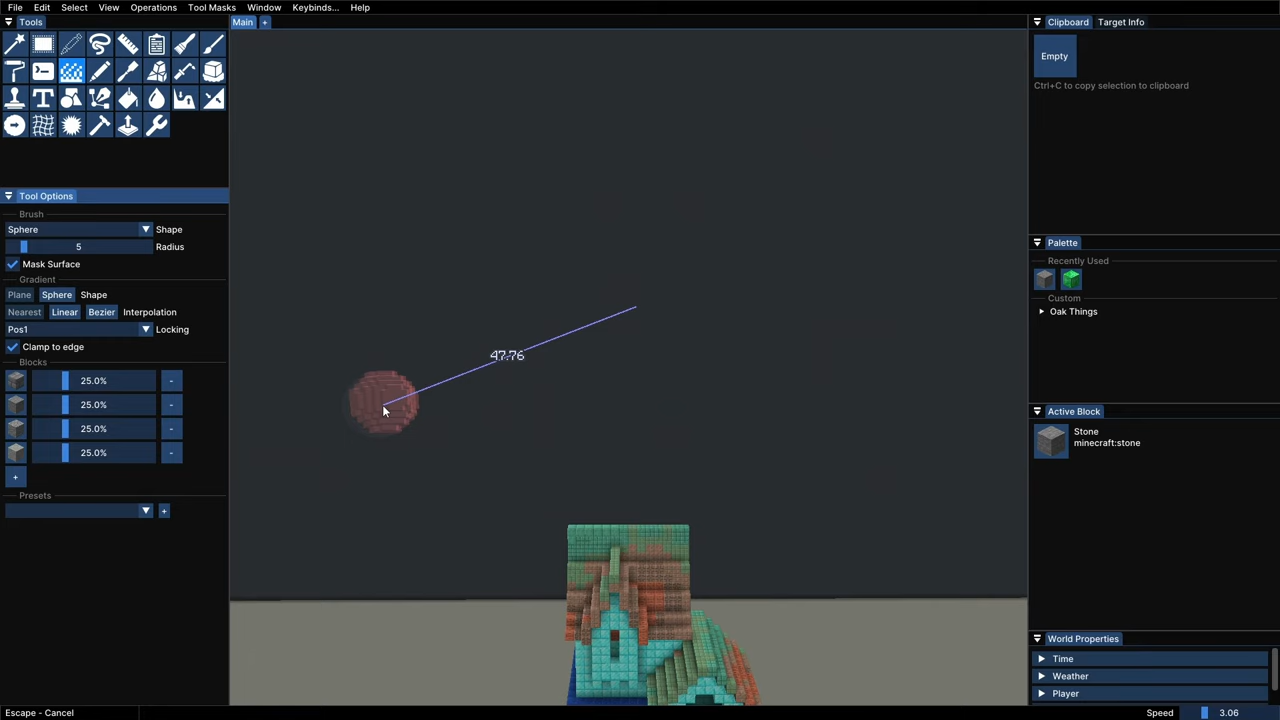 File Edit Select View Operations Tool Masks Window Keybinds... Help
Tools
Main +
Clipboard Target Info
Empty
Ctrl+C to copy selection to clipboard
Tool Options
Brush
Sphere Shape
5 Radius
Mask Surface
Gradient
Plane Sphere Shape
Nearest Linear Bezier Interpolation
Pos1 Locking
Clamp to edge
Blocks
25.0% -
25.0% -
25.0% -
25.0% -
+
Presets
+
47.76
Palette
Recently Used
Custom
Oak Things
Active Block
Stone
minecraft:stone
World Properties
Time
Weather
Player
Escape - Cancel
Speed 3.06